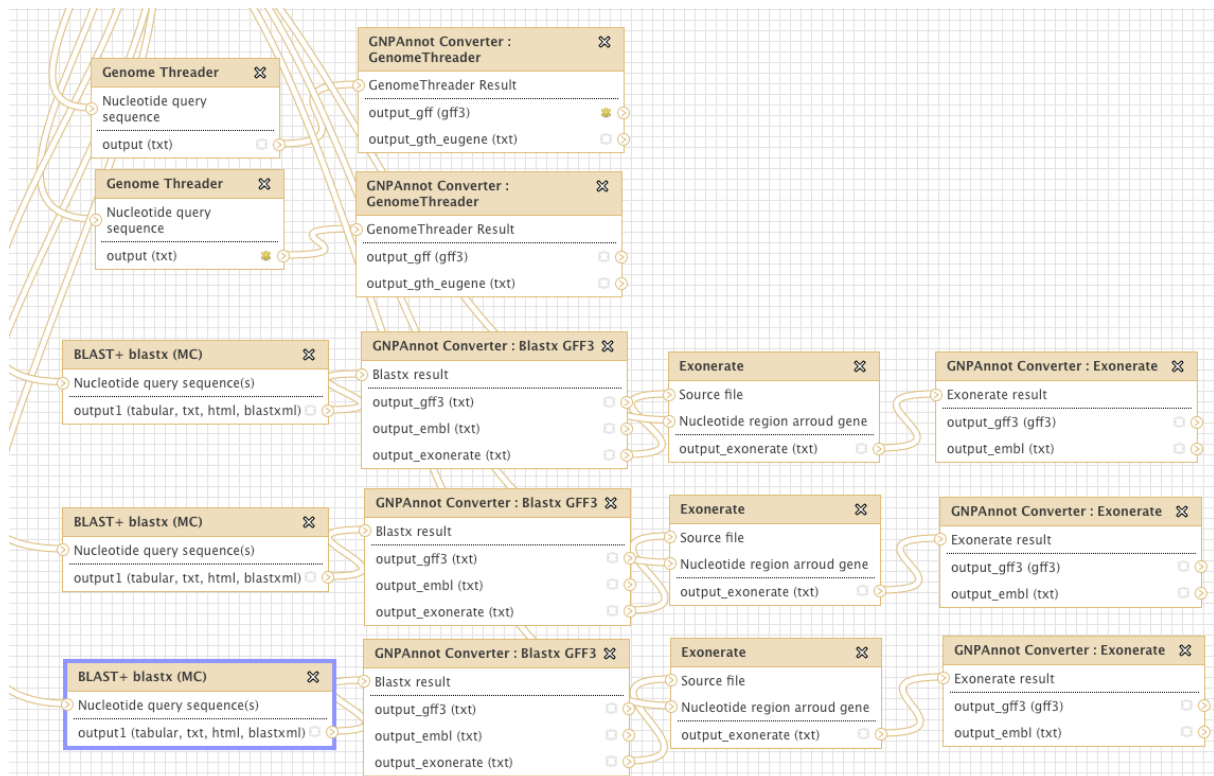 GNPAnnot Converter :
GenomeThreader
GenomeThreader Result
output_gff (gff3)
output_gth_eugene (txt)
Genome Threader
Nucleotide query
sequence
output (txt)
Genome Threader
Nucleotide query
sequence
output (txt)
GNPAnnot Converter :
GenomeThreader
GenomeThreader Result
output_gff (gff3)
output_gth_eugene (txt)
BLAST+ blastx (MC)
Nucleotide query sequence(s)
output1 (tabular, txt, html, blastxml)
GNPAnnot Converter : Blastx GFF3
Blastx result
output_gff3 (txt)
output_embl (txt)
output_exonerate (txt)
Exonerate
Source file
Nucleotide region arroud gene
output_exonerate (txt)
GNPAnnot Converter : Exonerate
Exonerate result
output_gff3 (gff3)
output_embl (txt)
BLAST+ blastx (MC)
Nucleotide query sequence(s)
output1 (tabular, txt, html, blastxml)
GNPAnnot Converter : Blastx GFF3
Blastx result
output_gff3 (txt)
output_embl (txt)
output_exonerate (txt)
Exonerate
Source file
Nucleotide region arroud gene
output_exonerate (txt)
GNPAnnot Converter : Exonerate
Exonerate result
output_gff3 (gff3)
output_embl (txt)
BLAST+ blastx (MC)
Nucleotide query sequence(s)
output1 (tabular, txt, html, blastxml)
GNPAnnot Converter : Blastx GFF3
Blastx result
output_gff3 (txt)
output_embl (txt)
output_exonerate (txt)
Exonerate
Source file
Nucleotide region arroud gene
output_exonerate (txt)
GNPAnnot Converter : Exonerate
Exonerate result
output_gff3 (gff3)
output_embl (txt)